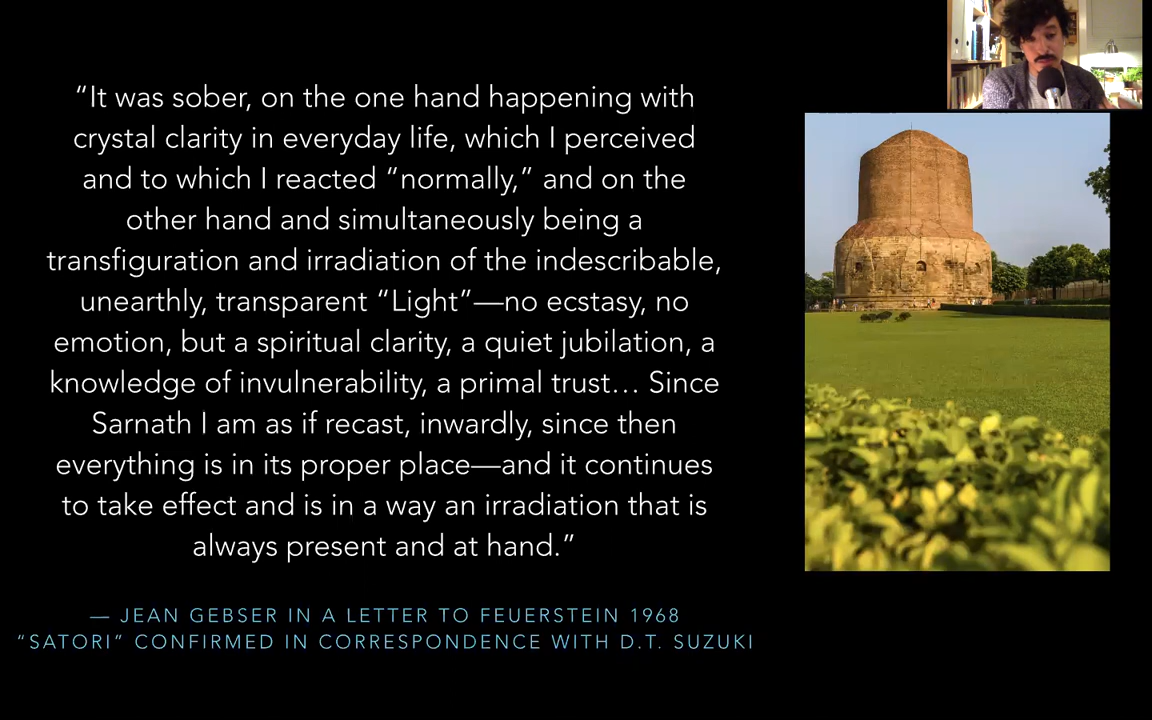 “It was sober, on the one hand happening with
crystal clarity in everyday life, which I perceived
and to which I reacted “normally,” and on the
other hand and simultaneously being a
transfiguration and irradiation of the indescribable,
unearthly, transparent “Light”—no ecstasy, no
emotion, but a spiritual clarity, a quiet jubilation, a
knowledge of invulnerability, a primal trust... Since
Sarnath I am as if recast, inwardly, since then
everything is in its proper place—and it continues
to take effect and is in a way an irradiation that is
always present and at hand.”
— JEAN GEBSER IN A LETTER TO FEUERSTEIN 1968
“SATORI” CONFIRMED IN CORRESPONDENCE WITH D.T. SUZUKI